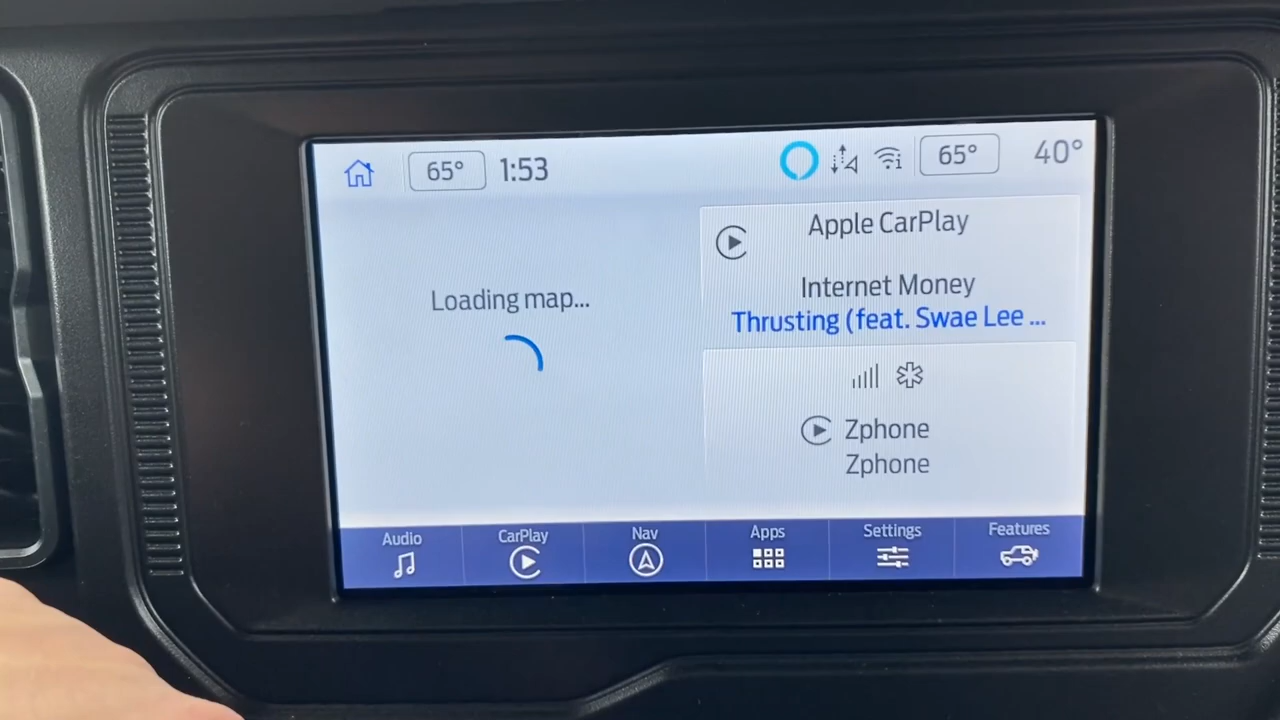 65° 1:53 65° 40°
Loading map...
Apple CarPlay
Internet Money
Thrusting (feat. Swae Lee ...
Zphone
Zphone
Audio CarPlay Nav Apps Settings Features